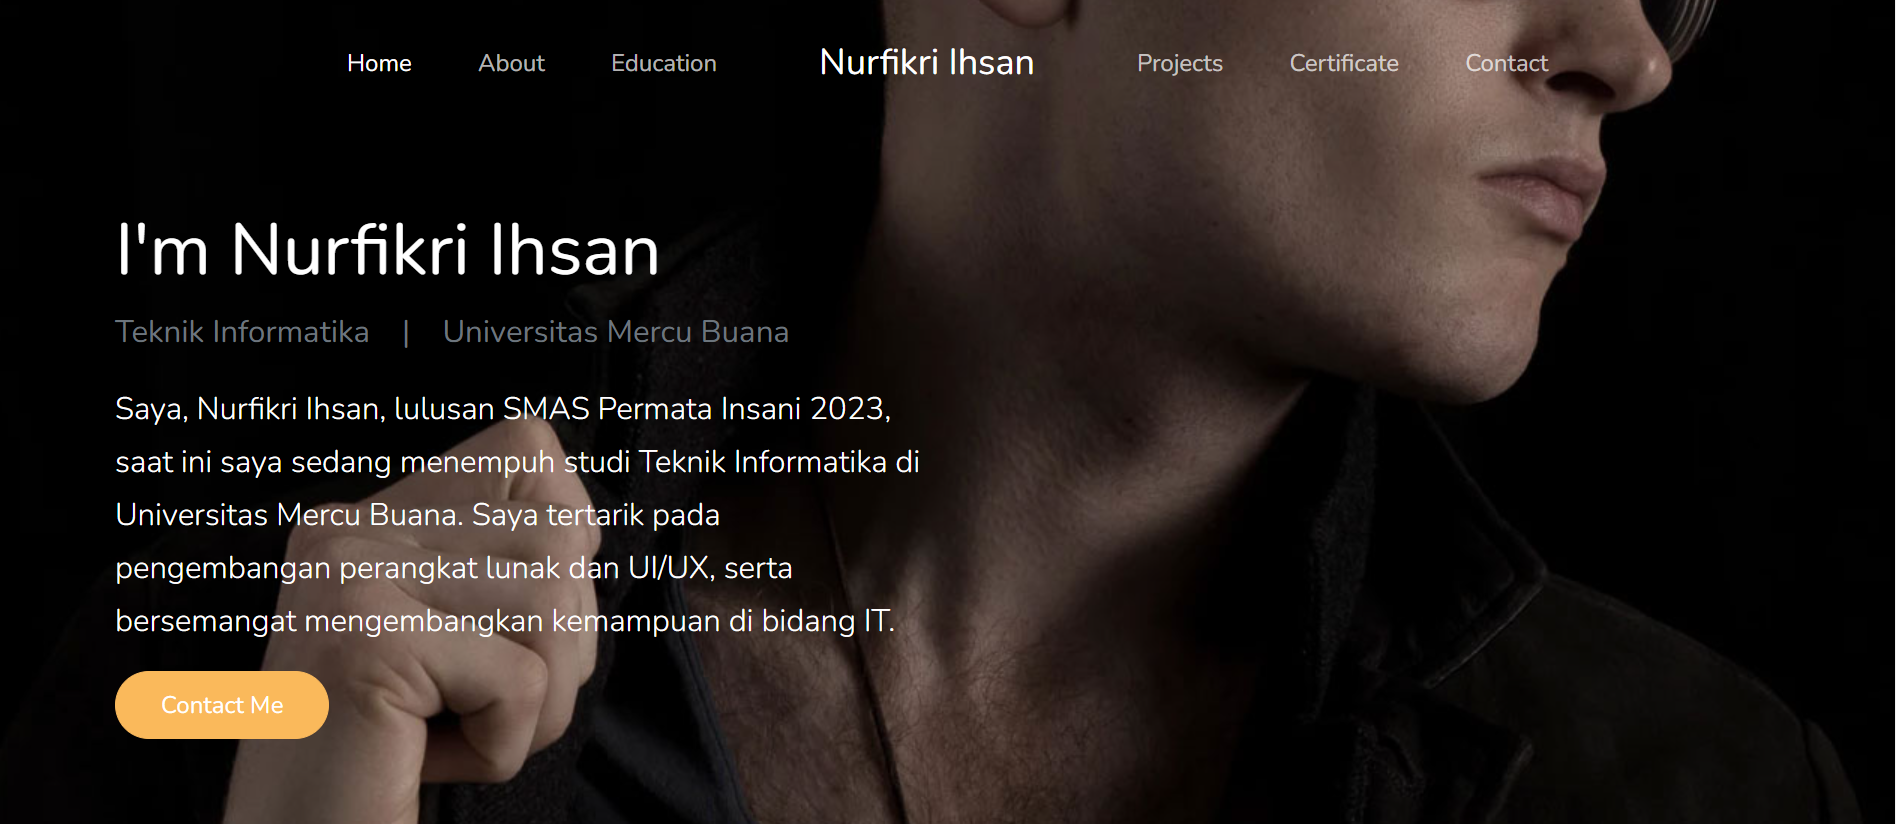 Home About Education Nurfikri Ihsan Projects Certificate Contact
I'm Nurfikri Ihsan
Teknik Informatika | Universitas Mercu Buana
Saya, Nurfikri Ihsan, lulusan SMAS Permata Insani 2023,
saat ini saya sedang menempuh studi Teknik Informatika di
Universitas Mercu Buana. Saya tertarik pada
pengembangan perangkat lunak dan UI/UX, serta
bersemangat mengembangkan kemampuan di bidang IT.
Contact Me